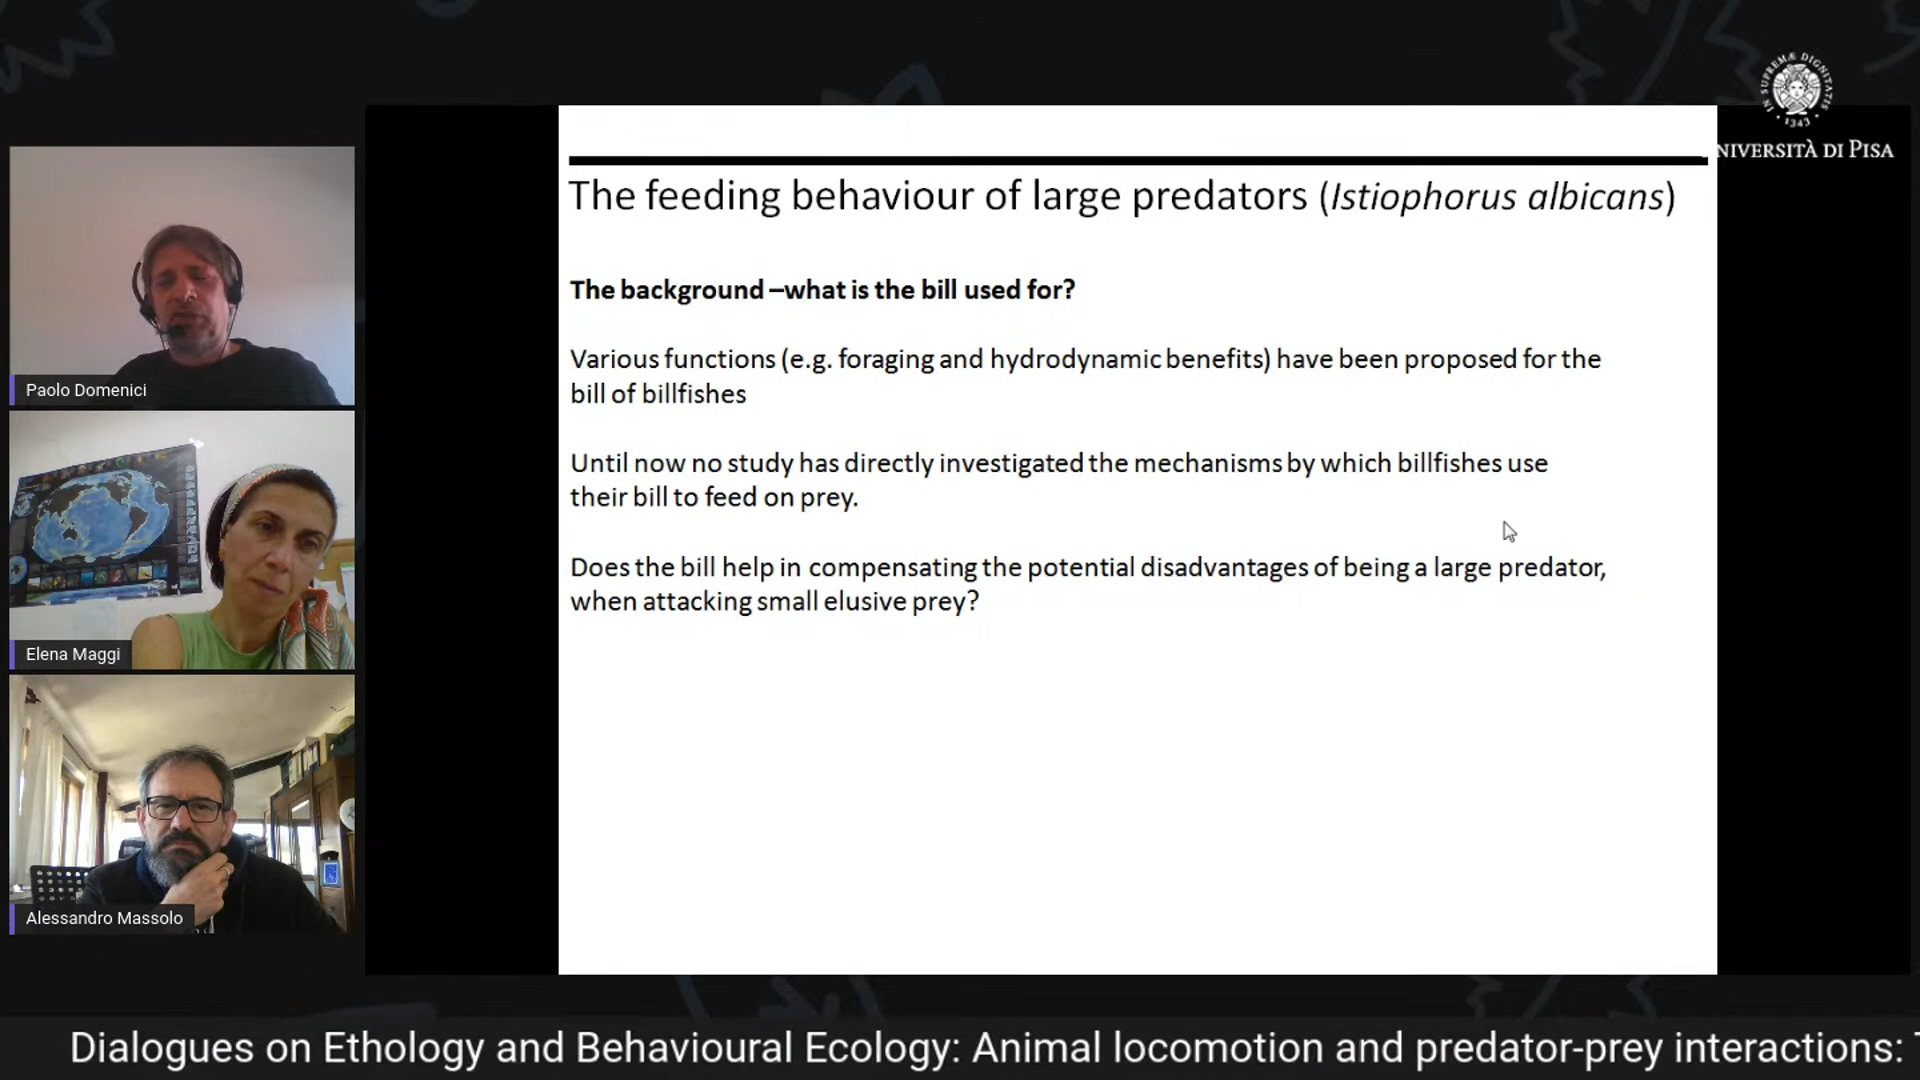 IN SUPREMÆ DIGNITATIS
• 1343 •
NIVERSITÀ DI PISA
The feeding behaviour of large predators (Istiophorus albicans)
The background –what is the bill used for?
Various functions (e.g. foraging and hydrodynamic benefits) have been proposed for the
bill of billfishes
Until now no study has directly investigated the mechanisms by which billfishes use
their bill to feed on prey.
Does the bill help in compensating the potential disadvantages of being a large predator,
when attacking small elusive prey?
Paolo Domenici
Elena Maggi
Alessandro Massolo
Dialogues on Ethology and Behavioural Ecology: Animal locomotion and predator-prey interactions: